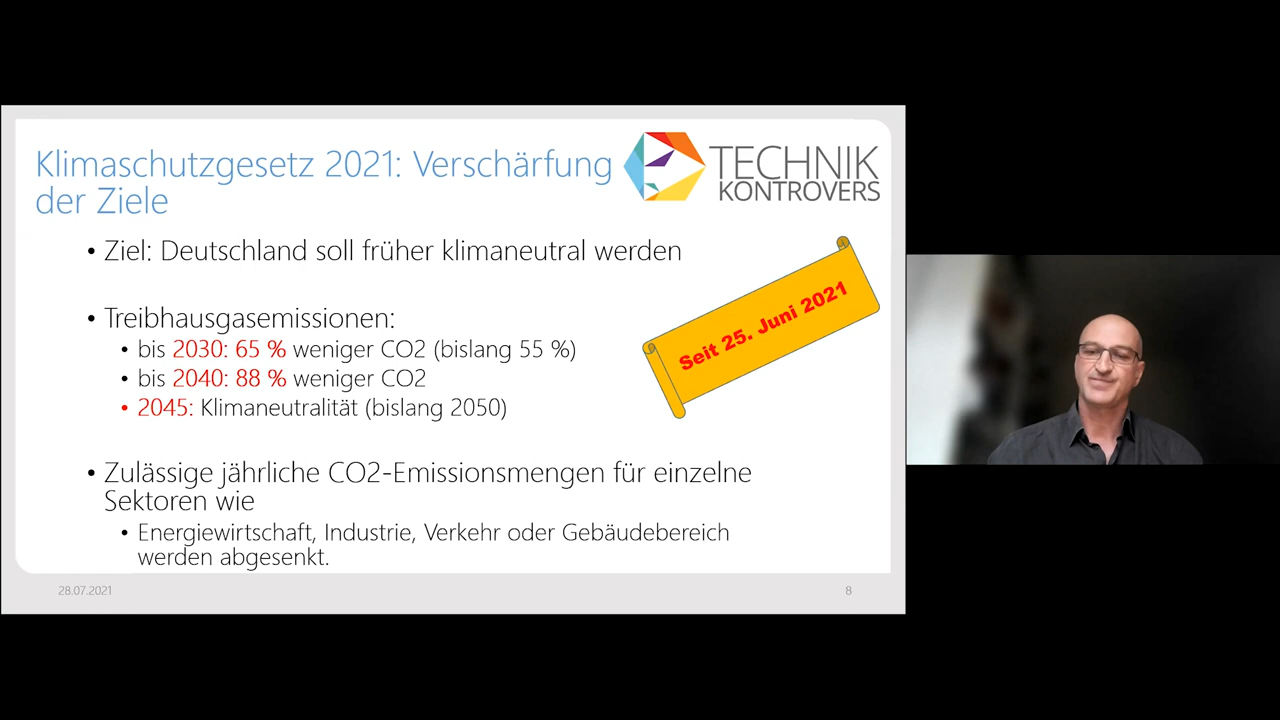 Klimaschutzgesetz 2021: Verschärfung
der Ziele
TECHNIK
KONTROVERS
• Ziel: Deutschland soll früher klimaneutral werden
Seit 25. Juni 2021
• Treibhausgasemissionen:
• bis 2030: 65 % weniger CO2 (bislang 55 %)
• bis 2040: 88 % weniger CO2
• 2045: Klimaneutralität (bislang 2050)
• Zulässige jährliche CO2-Emissionsmengen für einzelne
Sektoren wie
• Energiewirtschaft, Industrie, Verkehr oder Gebäudebereich
werden abgesenkt.
28.07.2021
8